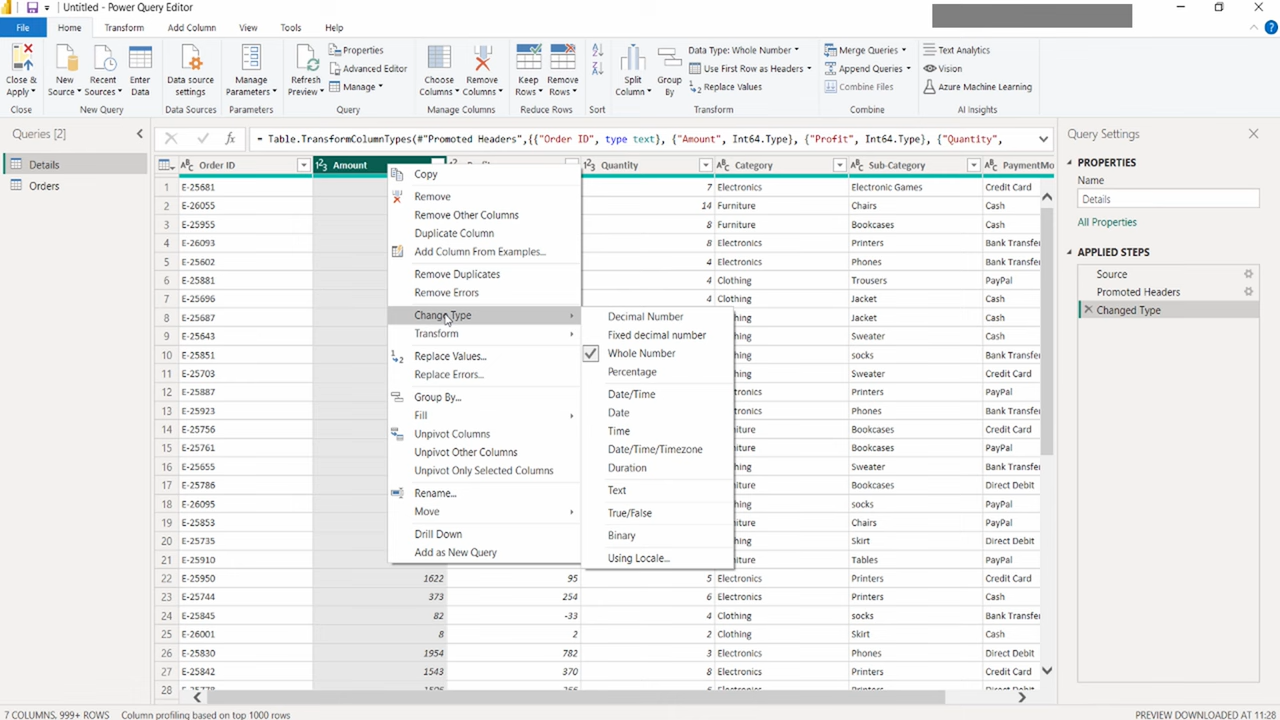 Untitled - Power Query Editor
File Home Transform Add Column View Tools Help
Close & Apply New Source Recent Sources Enter Data Data source settings Manage Parameters Refresh Preview Properties Advanced Editor Manage Choose Columns Remove Columns Keep Rows Remove Rows Split Column Group By Data Type: Whole Number Use First Row as Headers Replace Values Merge Queries Append Queries Combine Files Text Analytics Vision Azure Machine Learning
Close New Query Data Sources Parameters Query Manage Columns Reduce Rows Sort Transform Combine AI Insights
Queries [2]
Details
Orders
= Table.TransformColumnTypes(#"Promoted Headers",{{"Order ID", type text}, {"Amount", Int64.Type}, {"Profit", Int64.Type}, {"Quantity",
Order ID Amount Quantity Category Sub-Category PaymentMo
1 E-25681 7 Electronics Electronic Games Credit Card
2 E-26055 14 Furniture Chairs Cash
3 E-25955 8 Furniture Bookcases Cash
4 E-26093 8 Electronics Printers Bank Transfer
5 E-25602 4 Electronics Phones Bank Transfer
6 E-25881 4 Clothing Trousers PayPal
7 E-25696 4 Clothing Jacket Cash
8 E-25687 Jacket Cash
9 E-25643 Sweater Cash
10 E-25851 socks Bank Transfer
11 E-25703 Sweater Credit Card
12 E-25887 Printers PayPal
13 E-25923 Phones Bank Transfer
14 E-25756 Bookcases Credit Card
15 E-25761 Bookcases PayPal
16 E-25655 Sweater Bank Transfer
17 E-25786 Bookcases Direct Debit
18 E-26095 socks PayPal
19 E-25853 Chairs PayPal
20 E-25735 Skirt Direct Debit
21 E-25910 Tables PayPal
22 E-25950 1622 95 5 Electronics Printers Credit Card
23 E-25744 373 254 6 Electronics Printers Cash
24 E-25845 82 -33 4 Clothing socks Bank Transfer
25 E-26001 8 2 2 Clothing Skirt Cash
26 E-25830 1954 782 3 Electronics Phones Direct Debit
27 E-25842 1543 370 8 Electronics Printers Credit Card
28
Copy
Remove
Remove Other Columns
Duplicate Column
Add Column From Examples...
Remove Duplicates
Remove Errors
Change Type
Transform
Replace Values...
Replace Errors...
Group By...
Fill
Unpivot Columns
Unpivot Other Columns
Unpivot Only Selected Columns
Rename...
Move
Drill Down
Add as New Query
Decimal Number
Fixed decimal number
Whole Number
Percentage
Date/Time
Date
Time
Date/Time/Timezone
Duration
Text
True/False
Binary
Using Locale...
Query Settings
PROPERTIES
Name
Details
All Properties
APPLIED STEPS
Source
Promoted Headers
Changed Type
7 COLUMNS, 999+ ROWS Column profiling based on top 1000 rows PREVIEW DOWNLOADED AT 11:28